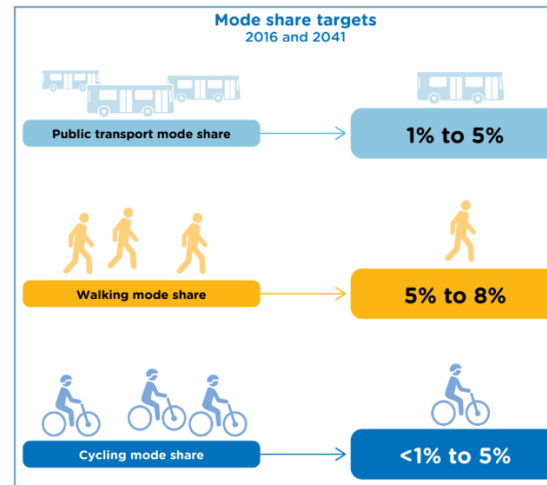 Mode share targets
2016 and 2041
Public transport mode share
1% to 5%
Walking mode share
5% to 8%
Cycling mode share
<1% to 5%